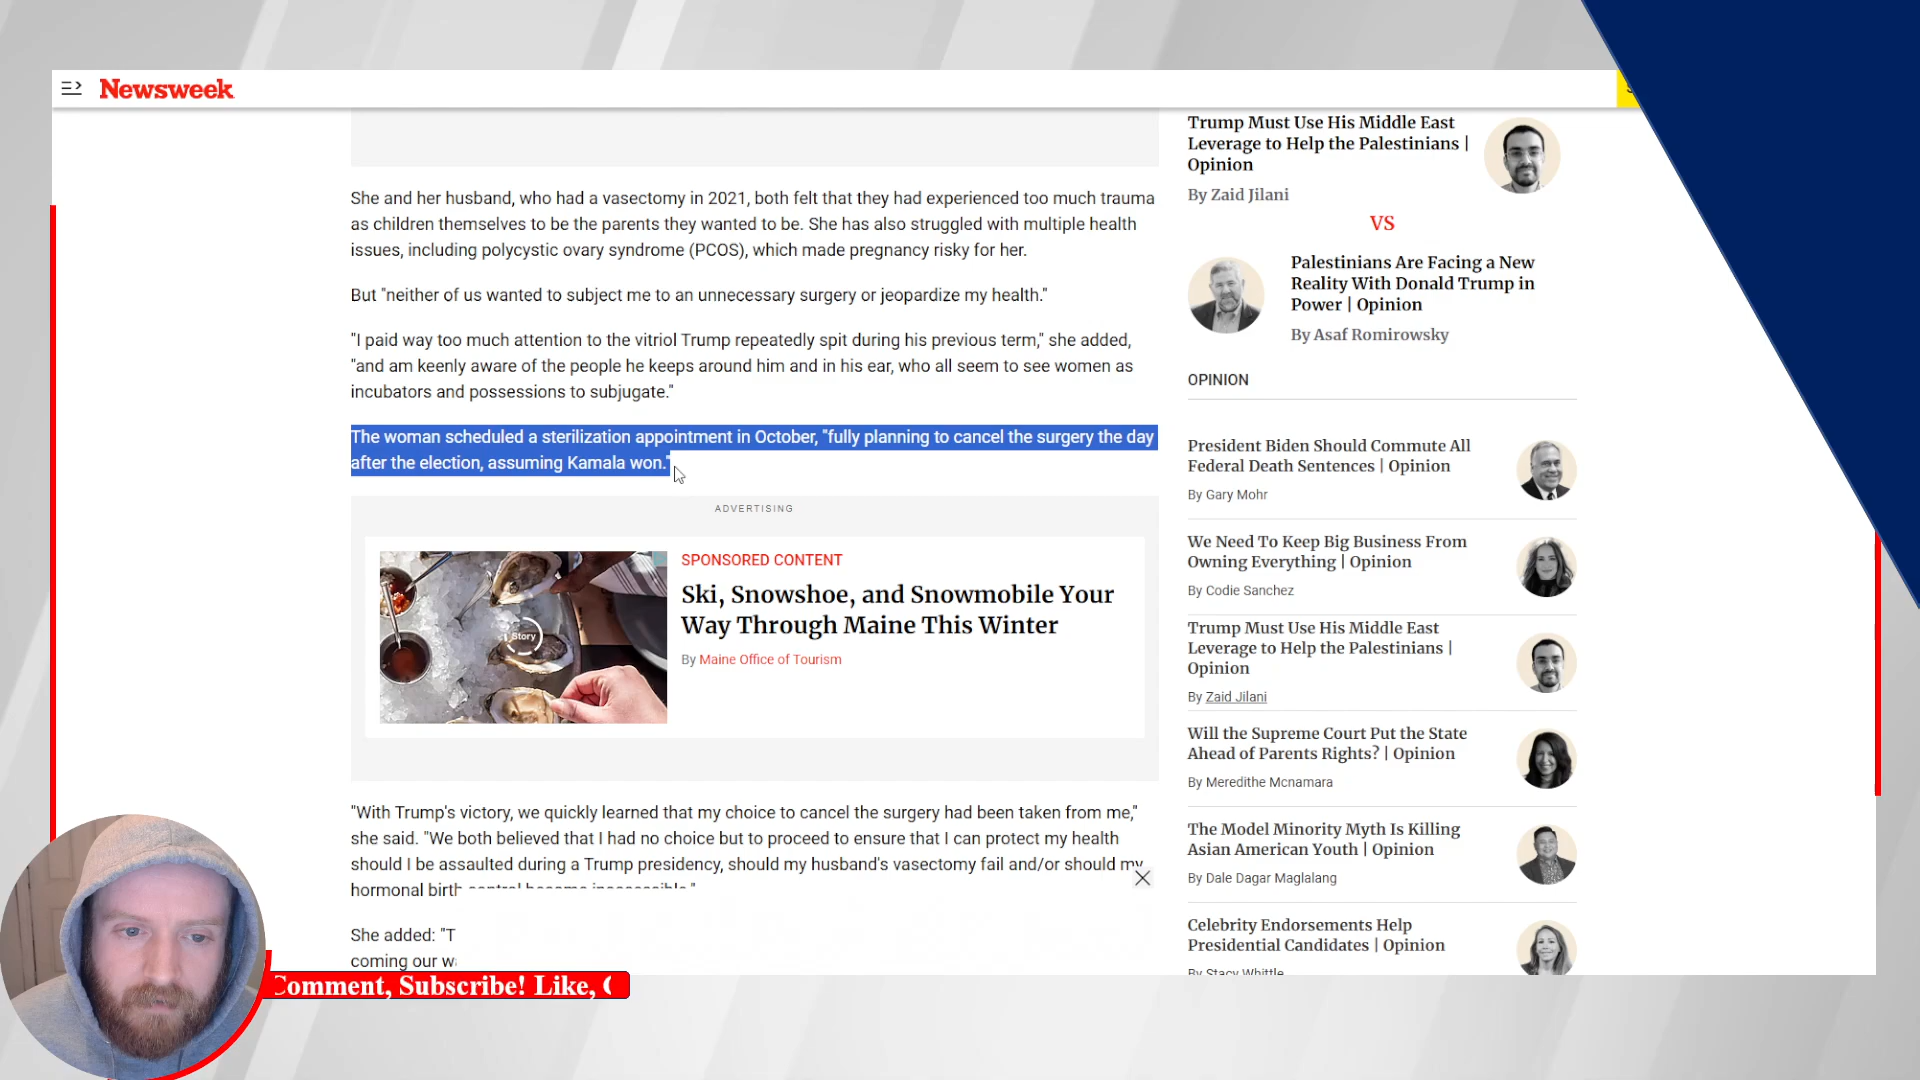 Newsweek
She and her husband, who had a vasectomy in 2021, both felt that they had experienced too much trauma
as children themselves to be the parents they wanted to be. She has also struggled with multiple health
issues, including polycystic ovary syndrome (PCOS), which made pregnancy risky for her.
But "neither of us wanted to subject me to an unnecessary surgery or jeopardize my health."
"I paid way too much attention to the vitriol Trump repeatedly spit during his previous term," she added,
"and am keenly aware of the people he keeps around him and in his ear, who all seem to see women as
incubators and possessions to subjugate."
The woman scheduled a sterilization appointment in October, "fully planning to cancel the surgery the day
after the election, assuming Kamala won."
ADVERTISING
Story
SPONSORED CONTENT
Ski, Snowshoe, and Snowmobile Your
Way Through Maine This Winter
By Maine Office of Tourism
"With Trump's victory, we quickly learned that my choice to cancel the surgery had been taken from me,"
she said. "We both believed that I had no choice but to proceed to ensure that I can protect my health
should I be assaulted during a Trump presidency, should my husband's vasectomy fail and/or should my
hormonal birth control become inaccessible."
She added: "T
coming our w
Trump Must Use His Middle East
Leverage to Help the Palestinians |
Opinion
By Zaid Jilani
VS
Palestinians Are Facing a New
Reality With Donald Trump in
Power | Opinion
By Asaf Romirowsky
OPINION
President Biden Should Commute All
Federal Death Sentences | Opinion
By Gary Mohr
We Need To Keep Big Business From
Owning Everything | Opinion
By Codie Sanchez
Trump Must Use His Middle East
Leverage to Help the Palestinians |
Opinion
By Zaid Jilani
Will the Supreme Court Put the State
Ahead of Parents Rights? | Opinion
By Meredithe Mcnamara
The Model Minority Myth Is Killing
Asian American Youth | Opinion
By Dale Dagar Maglalang
Celebrity Endorsements Help
Presidential Candidates | Opinion
By Stacy Whittle
Comment, Subscribe! Like, C